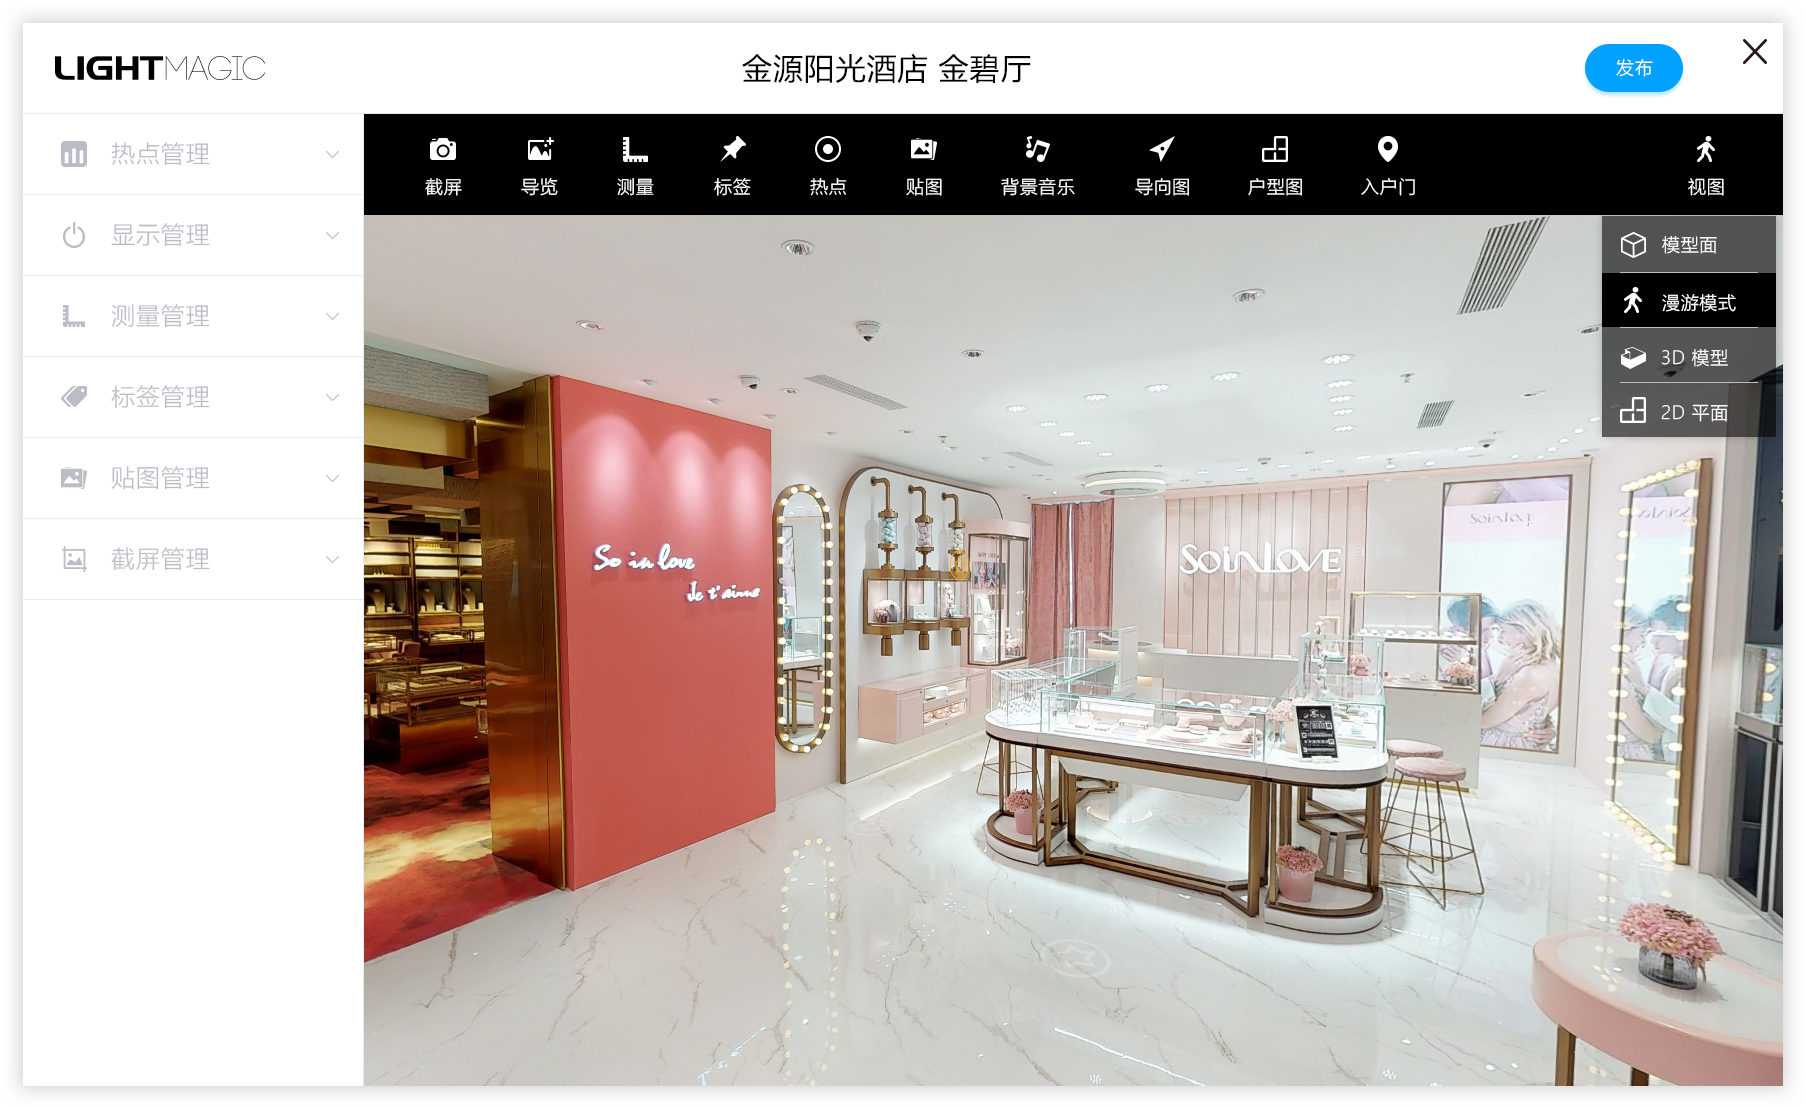 LIGHTMAGIC
金源阳光酒店 金碧厅
发布
热点管理
显示管理
测量管理
标签管理
贴图管理
截屏管理
截屏
导览
测量
标签
热点
贴图
背景音乐
导向图
户型图
入户门
视图
模型面
漫游模式
3D 模型
2D 平面
So in love
Je t'aime
SoinLOVE
SoinLOVE